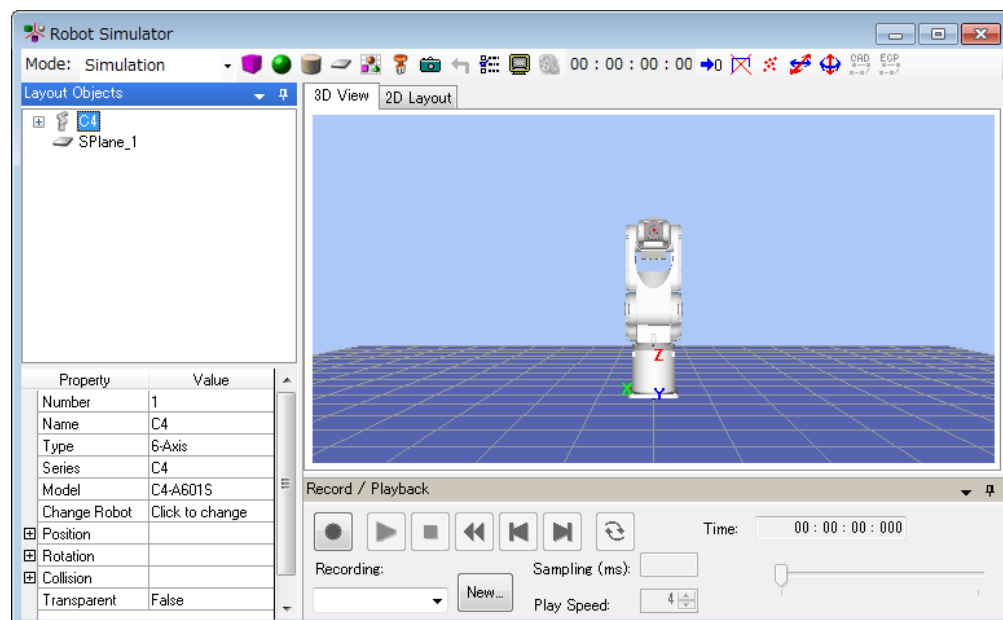 Robot Simulator
Mode: Simulation
00 : 00 : 00 : 00
CAD
ECP
Layout Objects
C4
SPlane_1
3D View
2D Layout
Z
X
Y
Property Value
Number 1
Name C4
Type 6-Axis
Series C4
Model C4-A601S
Change Robot Click to change
Position
Rotation
Collision
Transparent False
Record / Playback
Time: 00 : 00 : 00 : 000
Recording:
New...
Sampling (ms):
Play Speed: 4